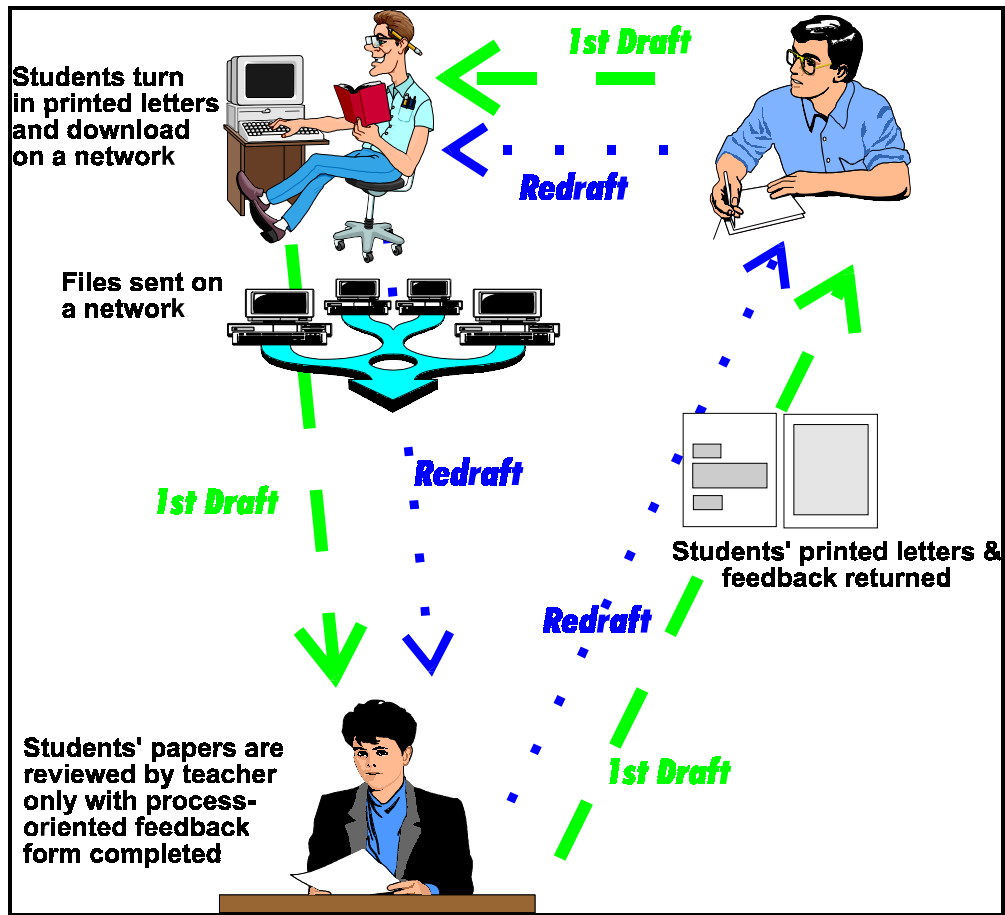 1st Draft
Students turn
in printed letters
and download
on a network
Redraft
Files sent on
a network
Redraft
1st Draft
Students' printed letters &
feedback returned
Redraft
Students' papers are
reviewed by teacher
only with process-
oriented feedback
form completed
1st Draft